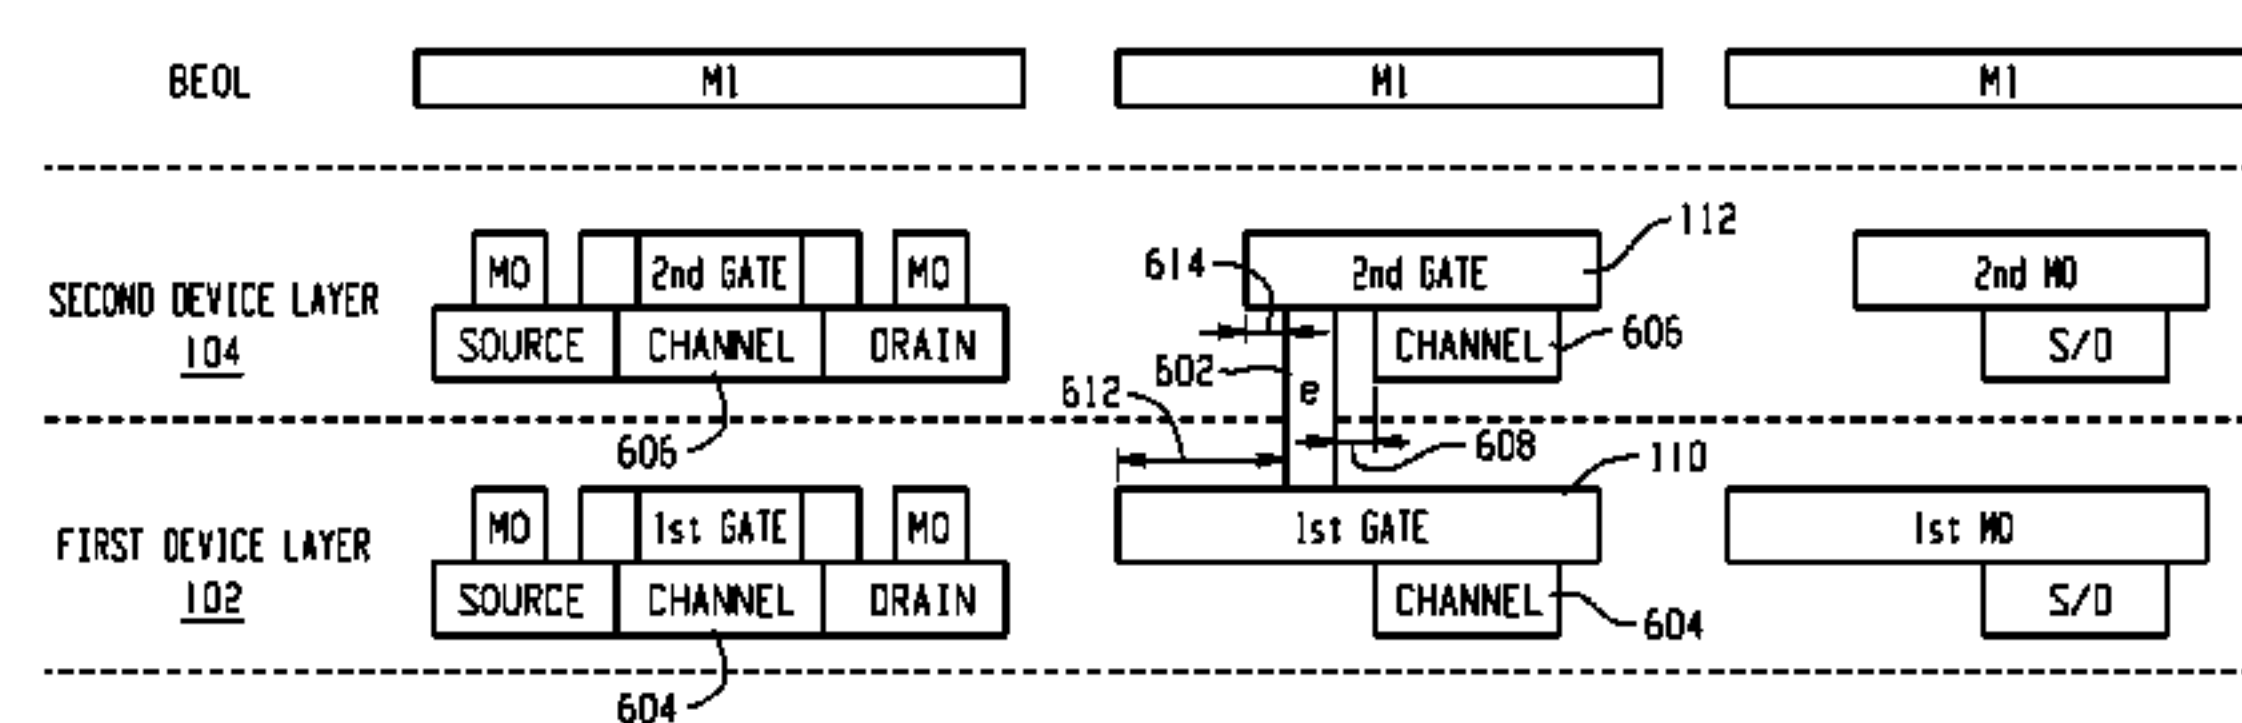 BEOL M1 M1 M1
112
MO 2nd GATE MO 614 2nd GATE 2nd MO
SECOND DEVICE LAYER
104
SOURCE CHANNEL DRAIN CHANNEL 606 S/D
602
612 e
606 608
110
MO 1st GATE MO 1st GATE 1st MO
FIRST DEVICE LAYER
102
SOURCE CHANNEL DRAIN CHANNEL S/D
604
604